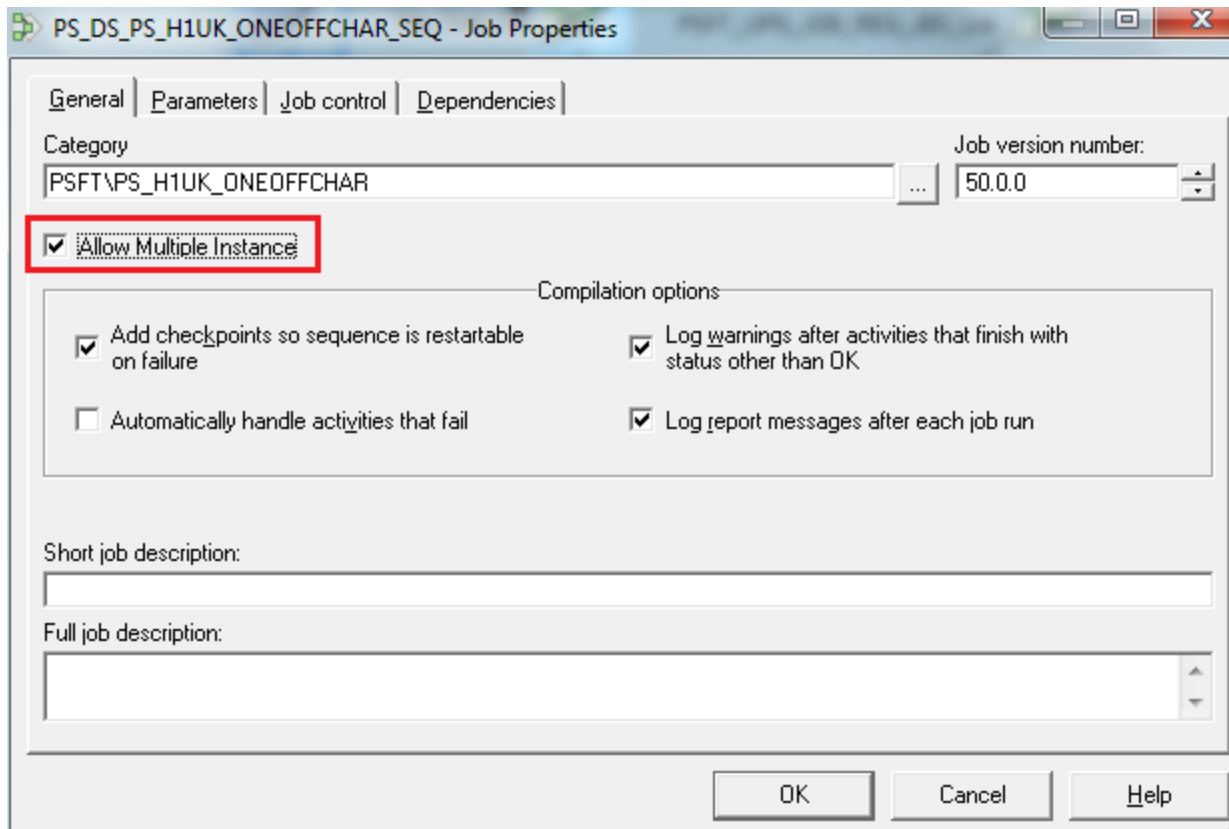 PS_DS_PS_H1UK_ONEOFFCHAR_SEQ - Job Properties
General Parameters Job control Dependencies
Category
Job version number:
PSFT\PS_H1UK_ONEOFFCHAR
...
50.0.0
Allow Multiple Instance
Compilation options
Add checkpoints so sequence is restartable
on failure
Log warnings after activities that finish with
status other than OK
Automatically handle activities that fail
Log report messages after each job run
Short job description:
Full job description:
OK
Cancel
Help